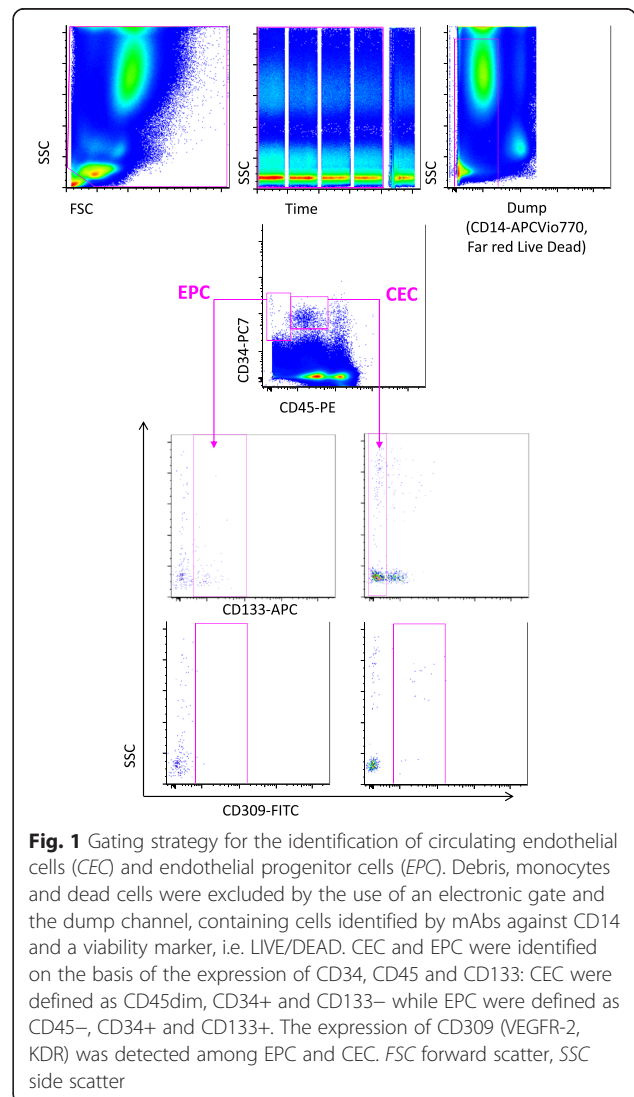 SSC
SSC
SSC
FSC
Time
Dump
(CD14-APCVio770,
Far red Live Dead)
EPC
CEC
CD34-PC7
CD45-PE
CD133-APC
SSC
CD309-FITC
Fig. 1 Gating strategy for the identification of circulating endothelial
cells (CEC) and endothelial progenitor cells (EPC). Debris, monocytes
and dead cells were excluded by the use of an electronic gate and
the dump channel, containing cells identified by mAbs against CD14
and a viability marker, i.e. LIVE/DEAD. CEC and EPC were identified
on the basis of the expression of CD34, CD45 and CD133: CEC were
defined as CD45dim, CD34+ and CD133− while EPC were defined as
CD45−, CD34+ and CD133+. The expression of CD309 (VEGFR-2,
KDR) was detected among EPC and CEC. FSC forward scatter, SSC
side scatter